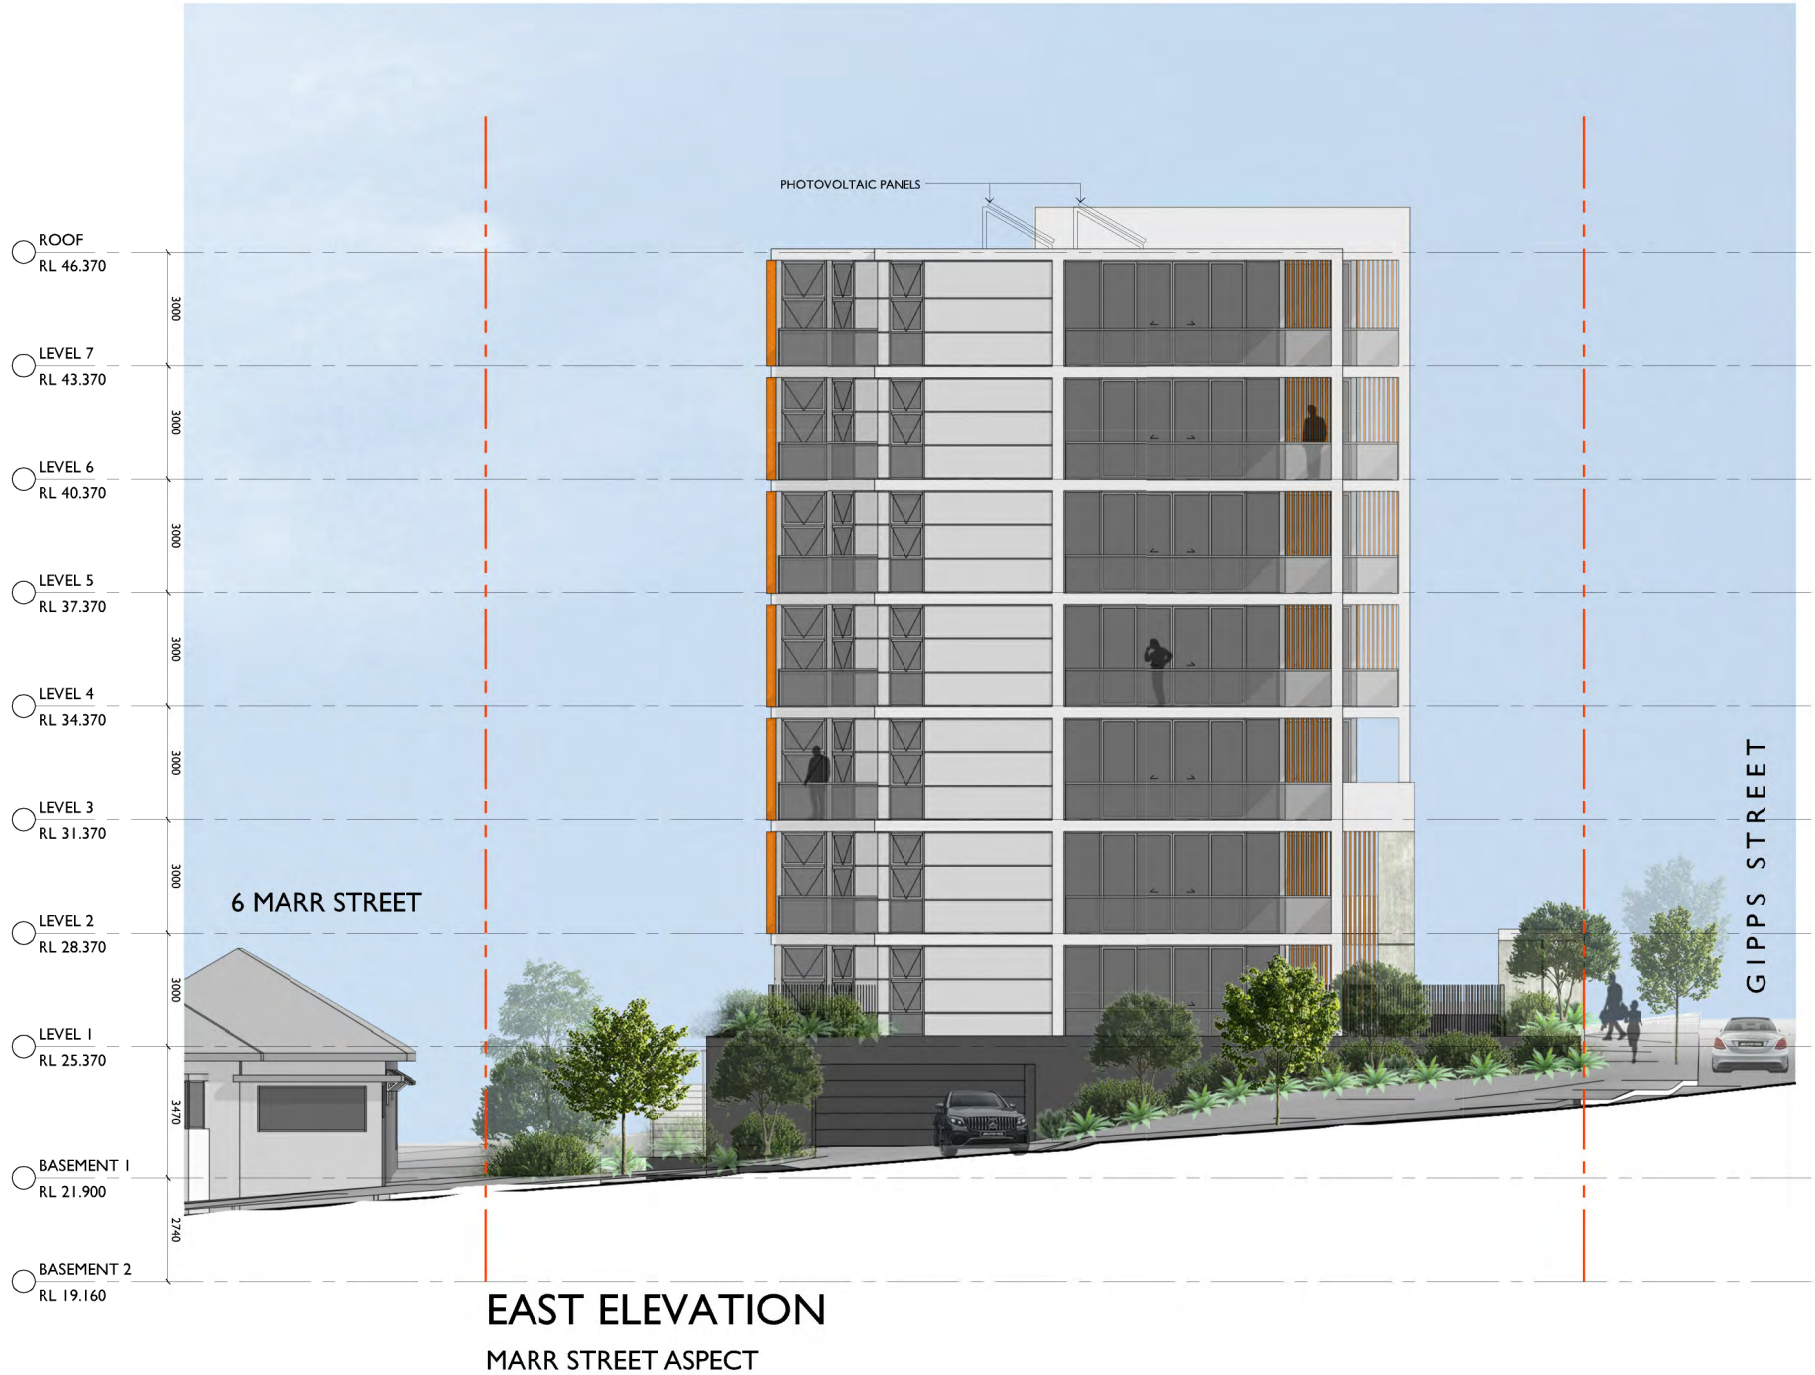 PHOTOVOLTAIC PANELS
ROOF
RL 46.370
3000
LEVEL 7
RL 43.370
3000
LEVEL 6
RL 40.370
3000
LEVEL 5
RL 37.370
3000
LEVEL 4
RL 34.370
3000
LEVEL 3
RL 31.370
3000
6 MARR STREET
LEVEL 2
RL 28.370
GIPPS STREET
3000
LEVEL 1
RL 25.370
3470
BASEMENT 1
RL 21.900
2740
BASEMENT 2
RL 19.160
EAST ELEVATION
MARR STREET ASPECT